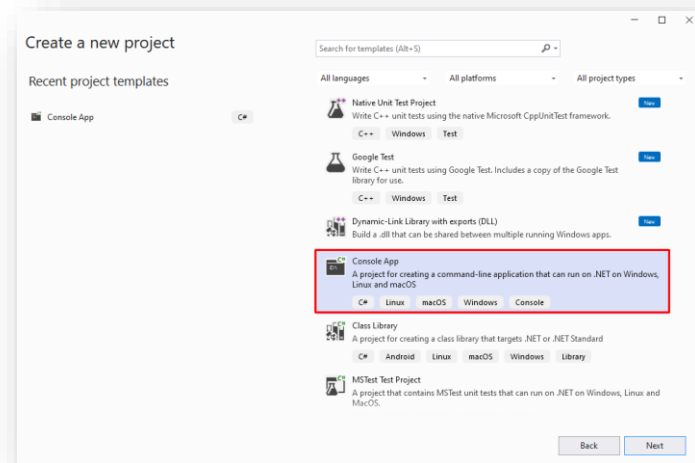 Create a new project
Search for templates (Alt+S)
Recent project templates
All languages
All platforms
All project types
Console App
C#
Native Unit Test Project
New
Write C++ unit tests using the native Microsoft CppUnitTest framework.
C++ Windows Test
Google Test
New
Write C++ unit tests using Google Test. Includes a copy of the Google Test
library for use.
C++ Windows Test
Dynamic-Link Library with exports (DLL)
New
Build a .dll that can be shared between multiple running Windows apps.
Console App
A project for creating a command-line application that can run on .NET on Windows,
Linux and macOS
C# Linux macOS Windows Console
Class Library
A project for creating a class library that targets .NET or .NET Standard
C# Android Linux macOS Windows Library
MSTest Test Project
A project that contains MSTest unit tests that can run on .NET on Windows, Linux and
MacOS.
Back
Next